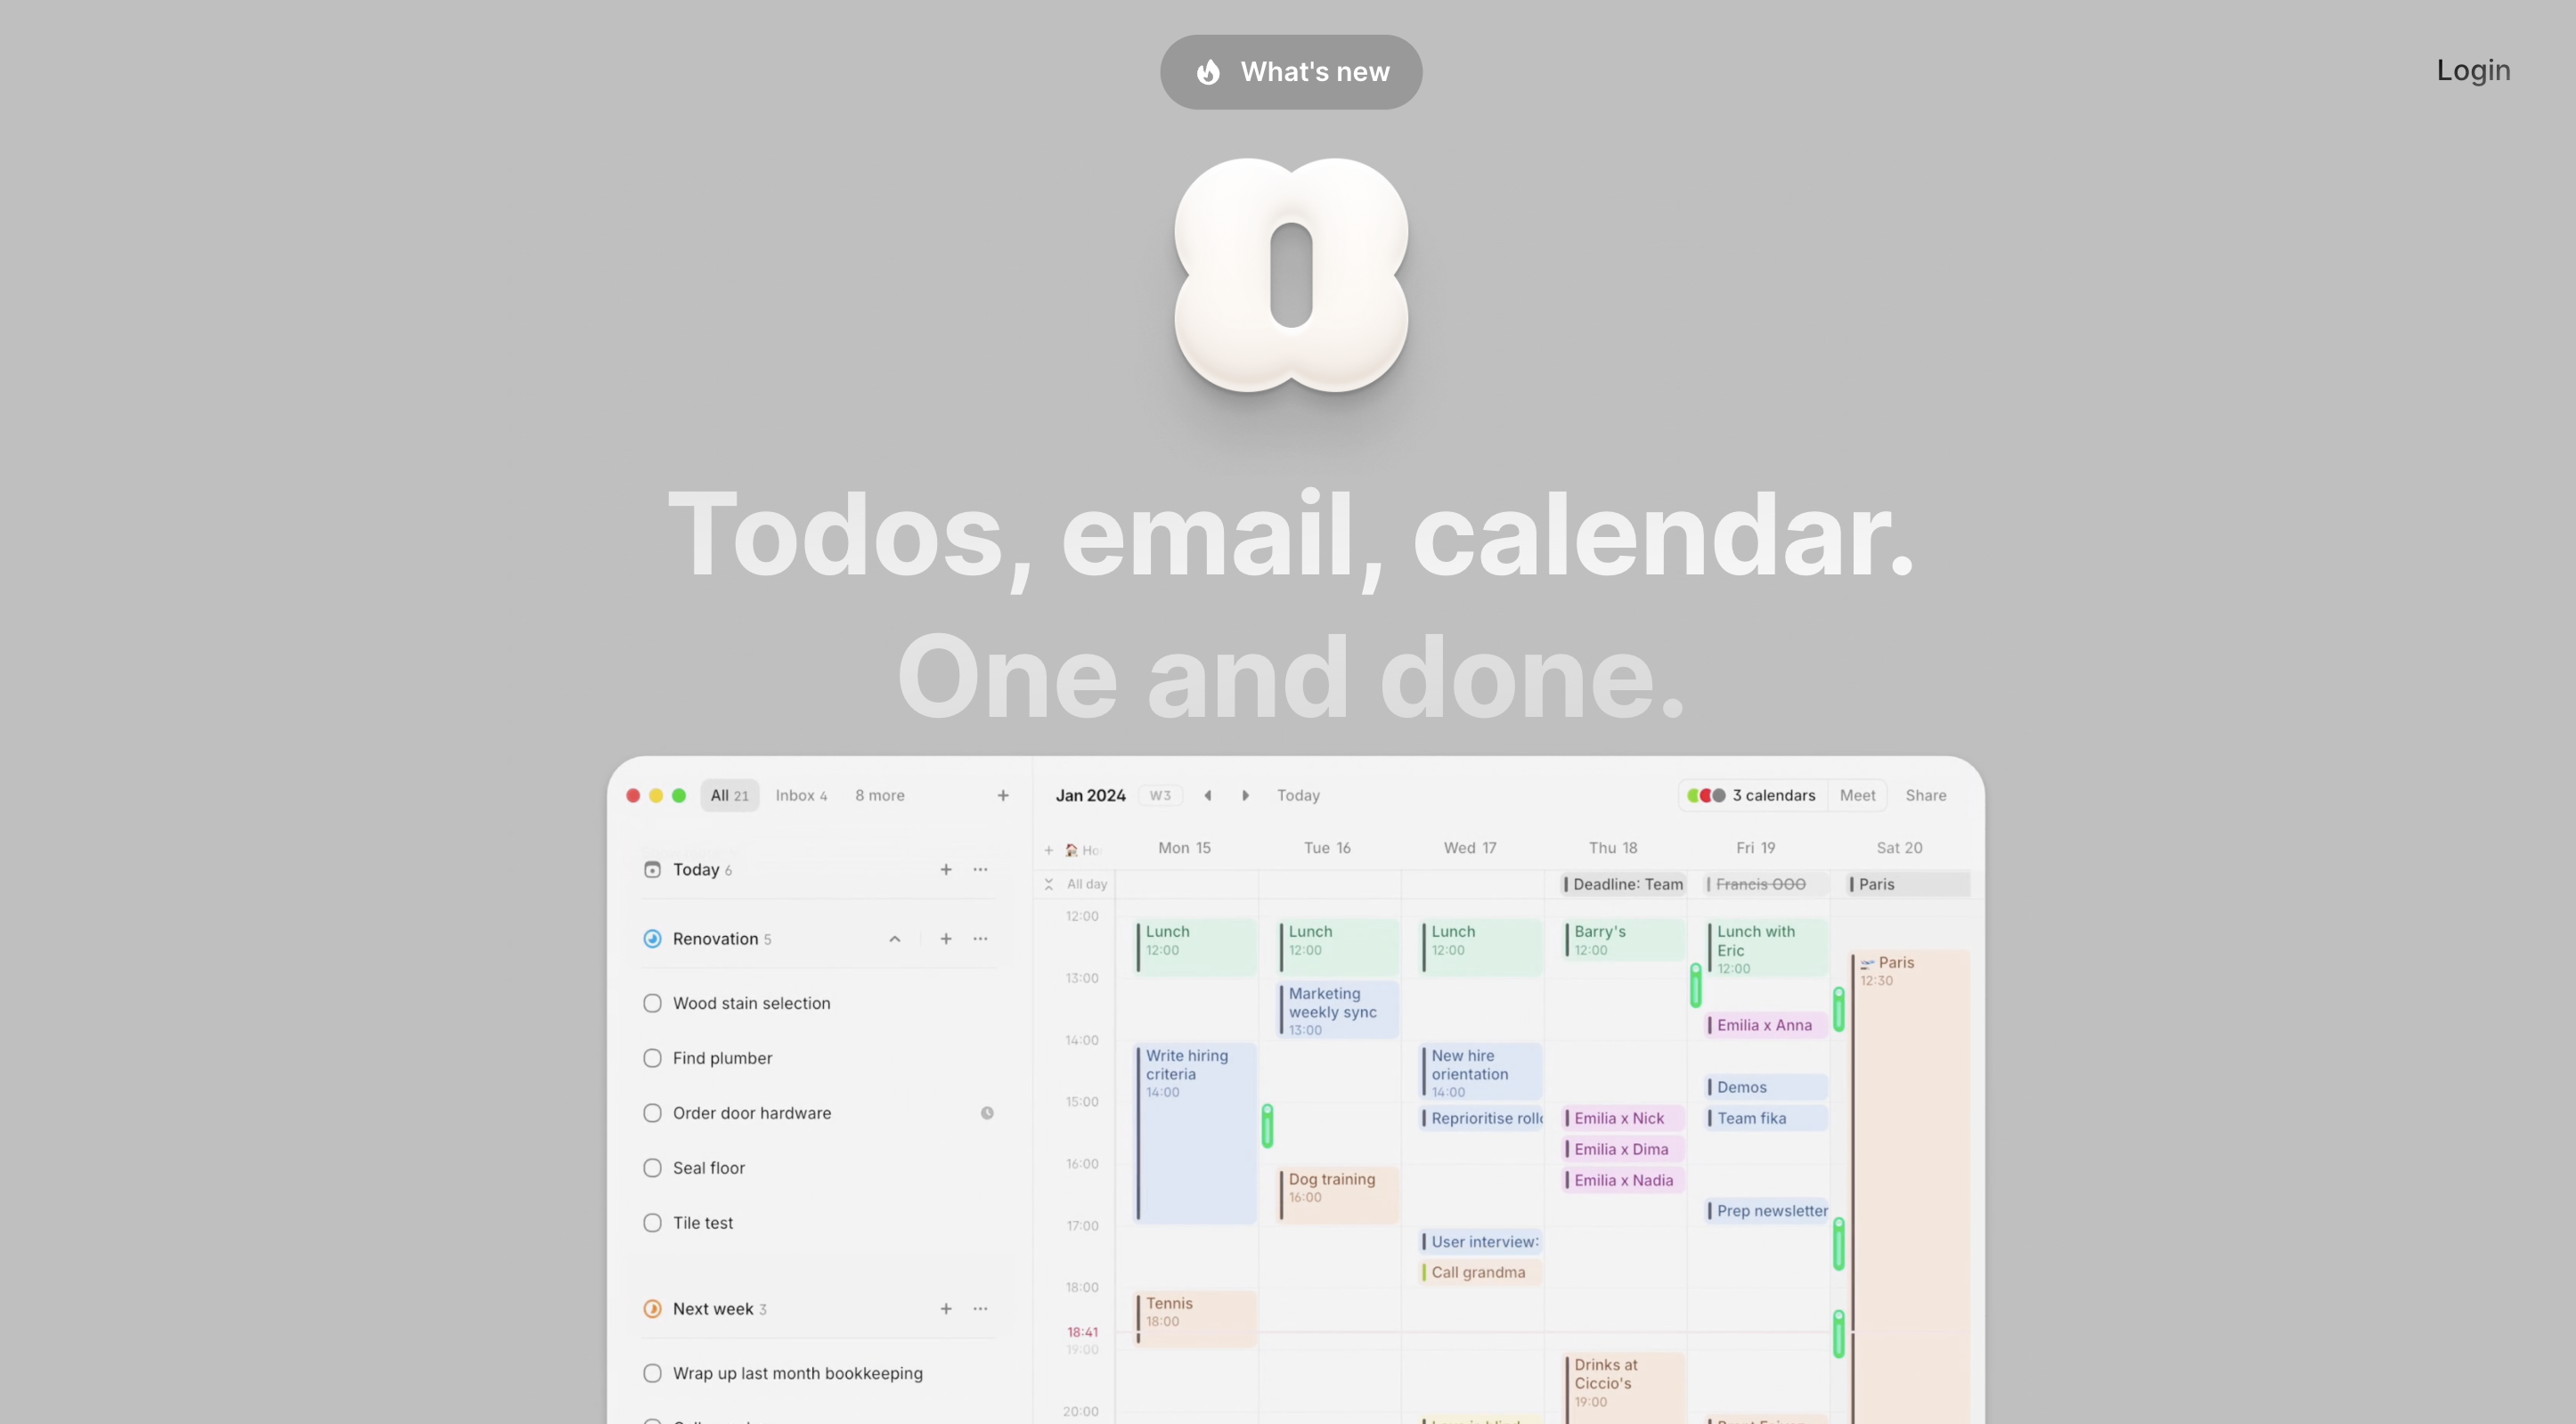 What's new
Login
Todos, email, calendar.
One and done.
All 21
Inbox 4
8 more
+
Jan 2024
W3
Today
3 calendars
Meet
Share
Today 6
Renovation 5
Wood stain selection
Find plumber
Order door hardware
Seal floor
Tile test
Next week 3
Wrap up last month bookkeeping
Mon 15
Tue 16
Wed 17
Thu 18
Fri 19
Sat 20
All day
Deadline: Team
Francis OOO
Paris
12:00
13:00
14:00
15:00
16:00
17:00
18:00
18:41
19:00
20:00
Lunch
12:00
Write hiring
criteria
14:00
Tennis
18:00
Lunch
12:00
Marketing
weekly sync
13:00
Dog training
16:00
Lunch
12:00
New hire
orientation
14:00
Reprioritise
User interview:
Call grandma
Barry's
12:00
Emilia x Nick
Emilia x Dima
Emilia x Nadia
Drinks at
Ciccio's
19:00
Lunch with
Eric
12:00
Emilia x Anna
Demos
Team fika
Prep newsletter
Paris
12:30